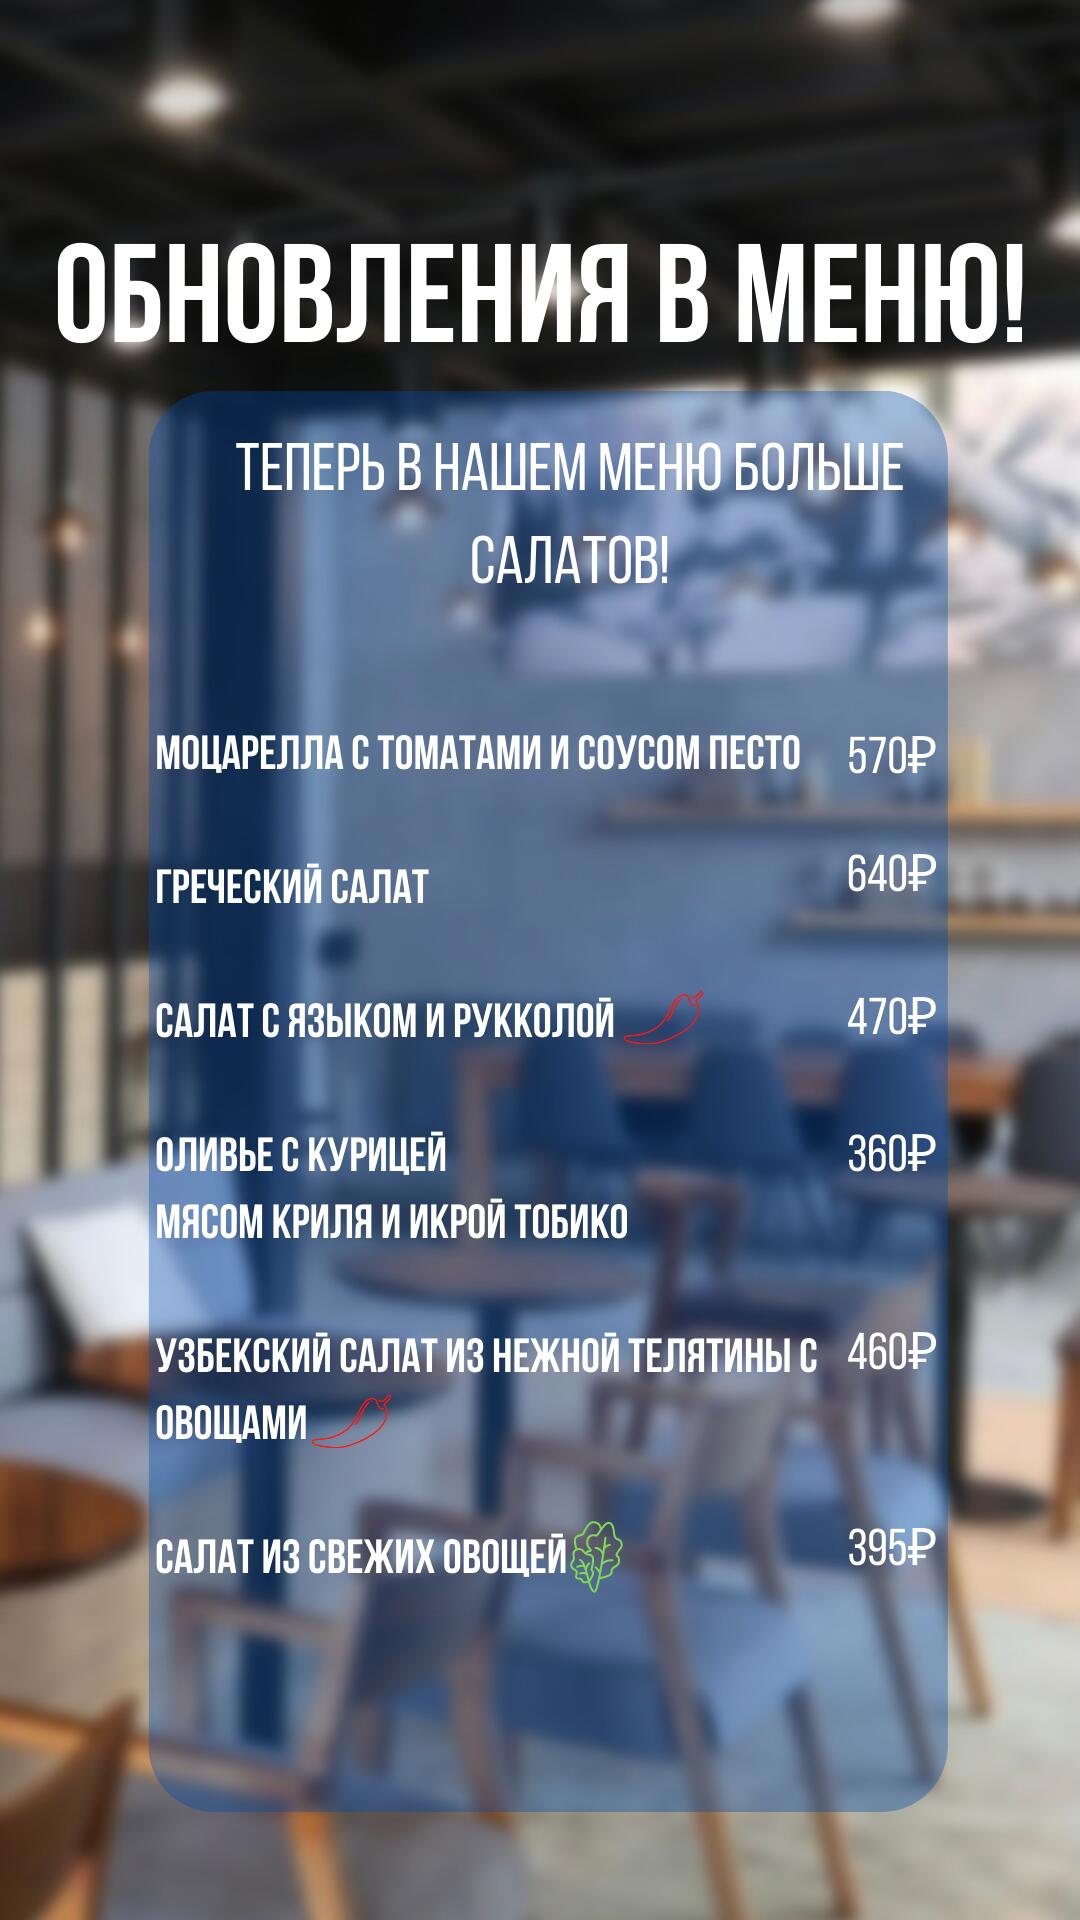 ОБНОВЛЕНИЯ В МЕНЮ!
ТЕПЕРЬ В НАШЕМ МЕНЮ БОЛЬШЕ
САЛАТОВ!
МОЦАРЕЛЛА С ТОМАТАМИ И СОУСОМ ПЕСТО 570₽
ГРЕЧЕСКИЙ САЛАТ 640₽
САЛАТ С ЯЗЫКОМ И РУККОЛОЙ 470₽
ОЛИВЬЕ С КУРИЦЕЙ 360₽
МЯСОМ КРИЛЯ И ИКРОЙ ТОБИКО
УЗБЕКСКИЙ САЛАТ ИЗ НЕЖНОЙ ТЕЛЯТИНЫ С 460₽
ОВОЩАМИ
САЛАТ ИЗ СВЕЖИХ ОВОЩЕЙ 395₽